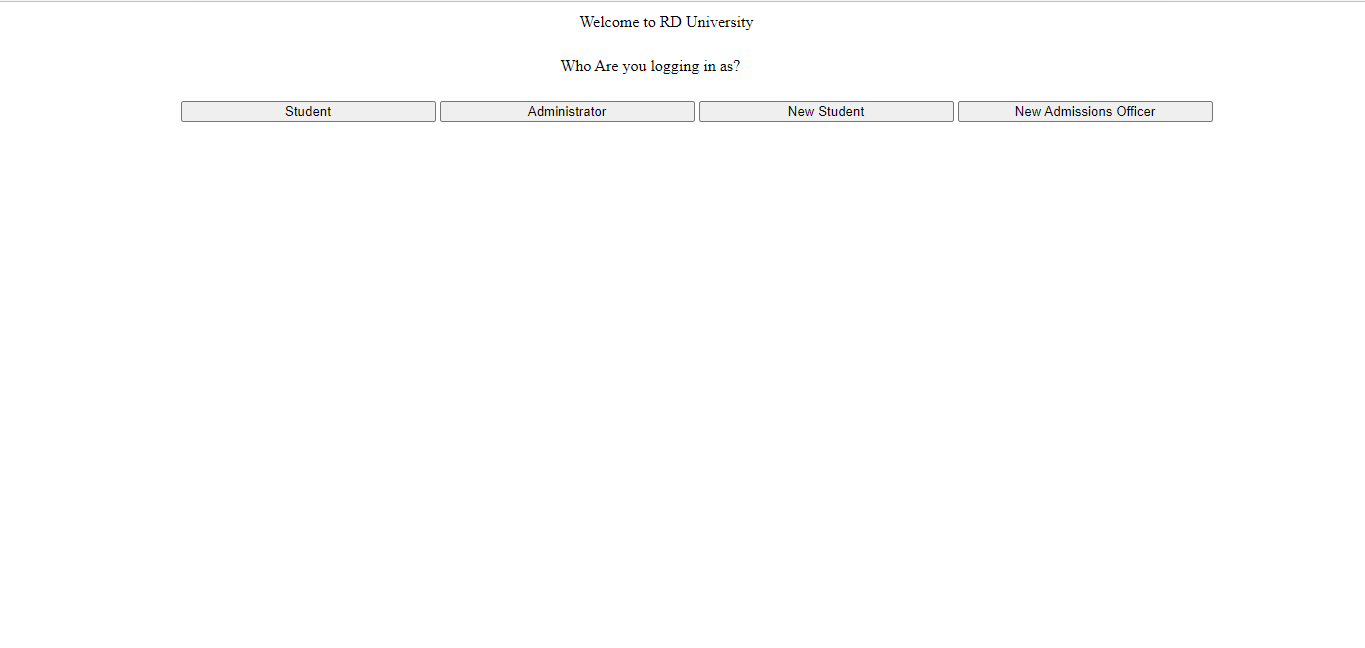 Welcome to RD University
Who Are you logging in as?
Student Administrator New Student New Admissions Officer